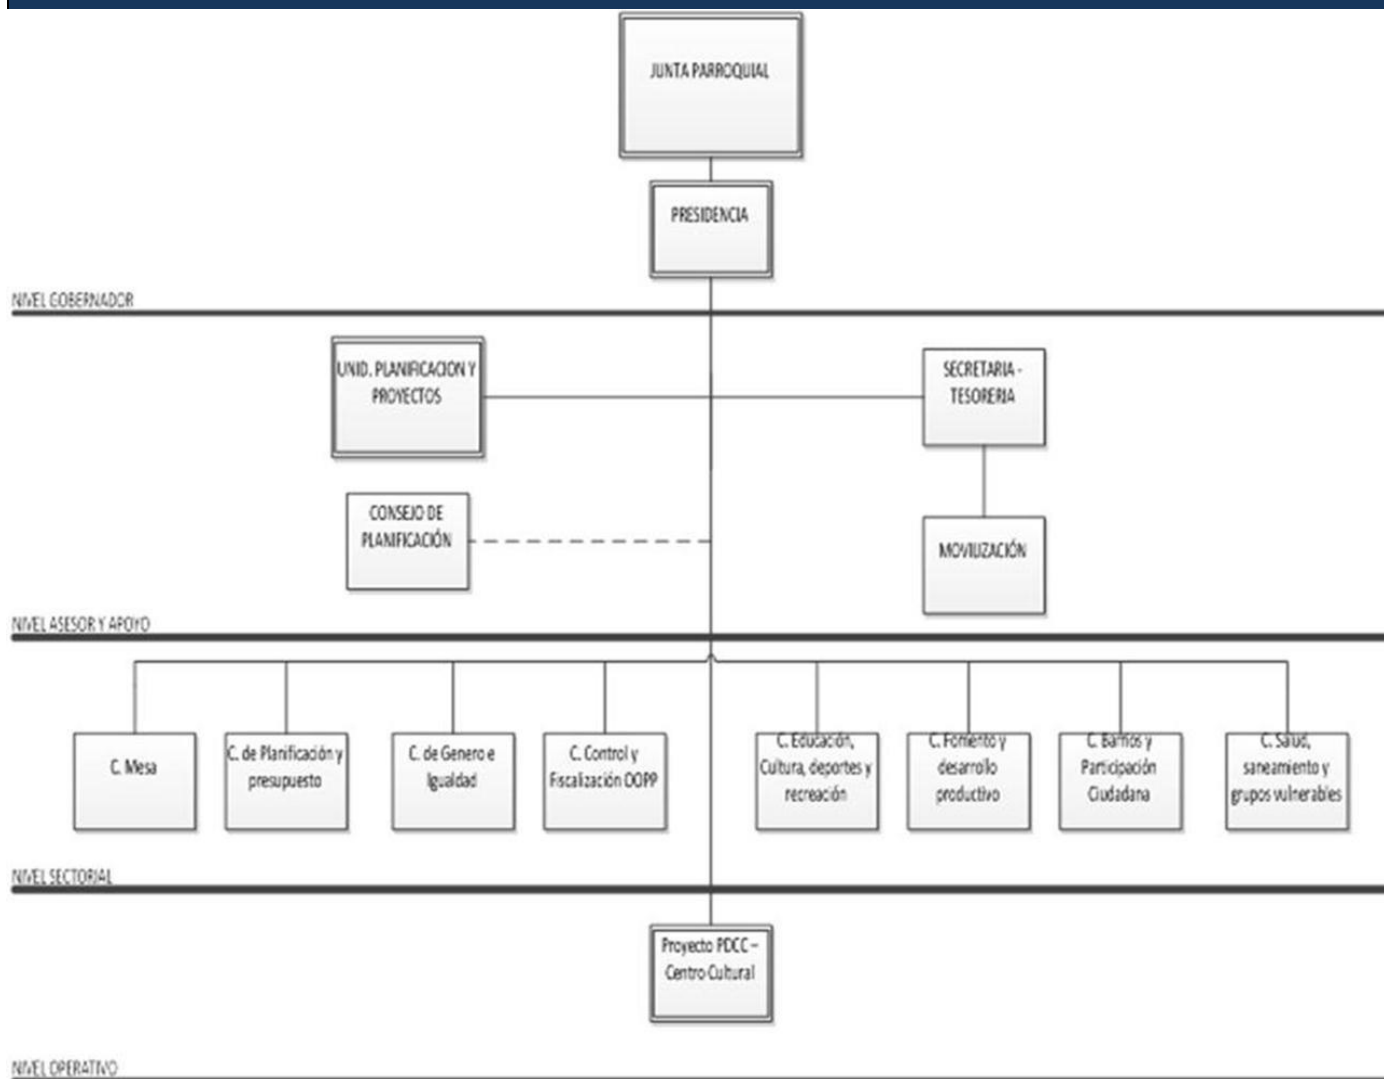 JUNTA PARROQUIAL
PRESIDENCIA
NIVEL GOBERNADOR
UNID. PLANIFICACION Y
PROYECTOS
SECRETARIA -
TESORERIA
CONSEJO DE
PLANIFICACIÓN
MOVILIZACIÓN
NIVEL ASESOR Y APOYO
C. Mesa
C. de Planificación y
presupuesto
C. de Genero e
Igualdad
C. Control y
Fiscalización OOPP
C. Educación,
Cultura, deportes y
recreación
C. Fomento y
desarrollo
productivo
C. Barrios y
Participación
Ciudadana
C. Salud,
saneamiento y
grupos vulnerables
NIVEL SECTORIAL
Proyecto PDCC –
Centro Cultural
NIVEL OPERATIVO